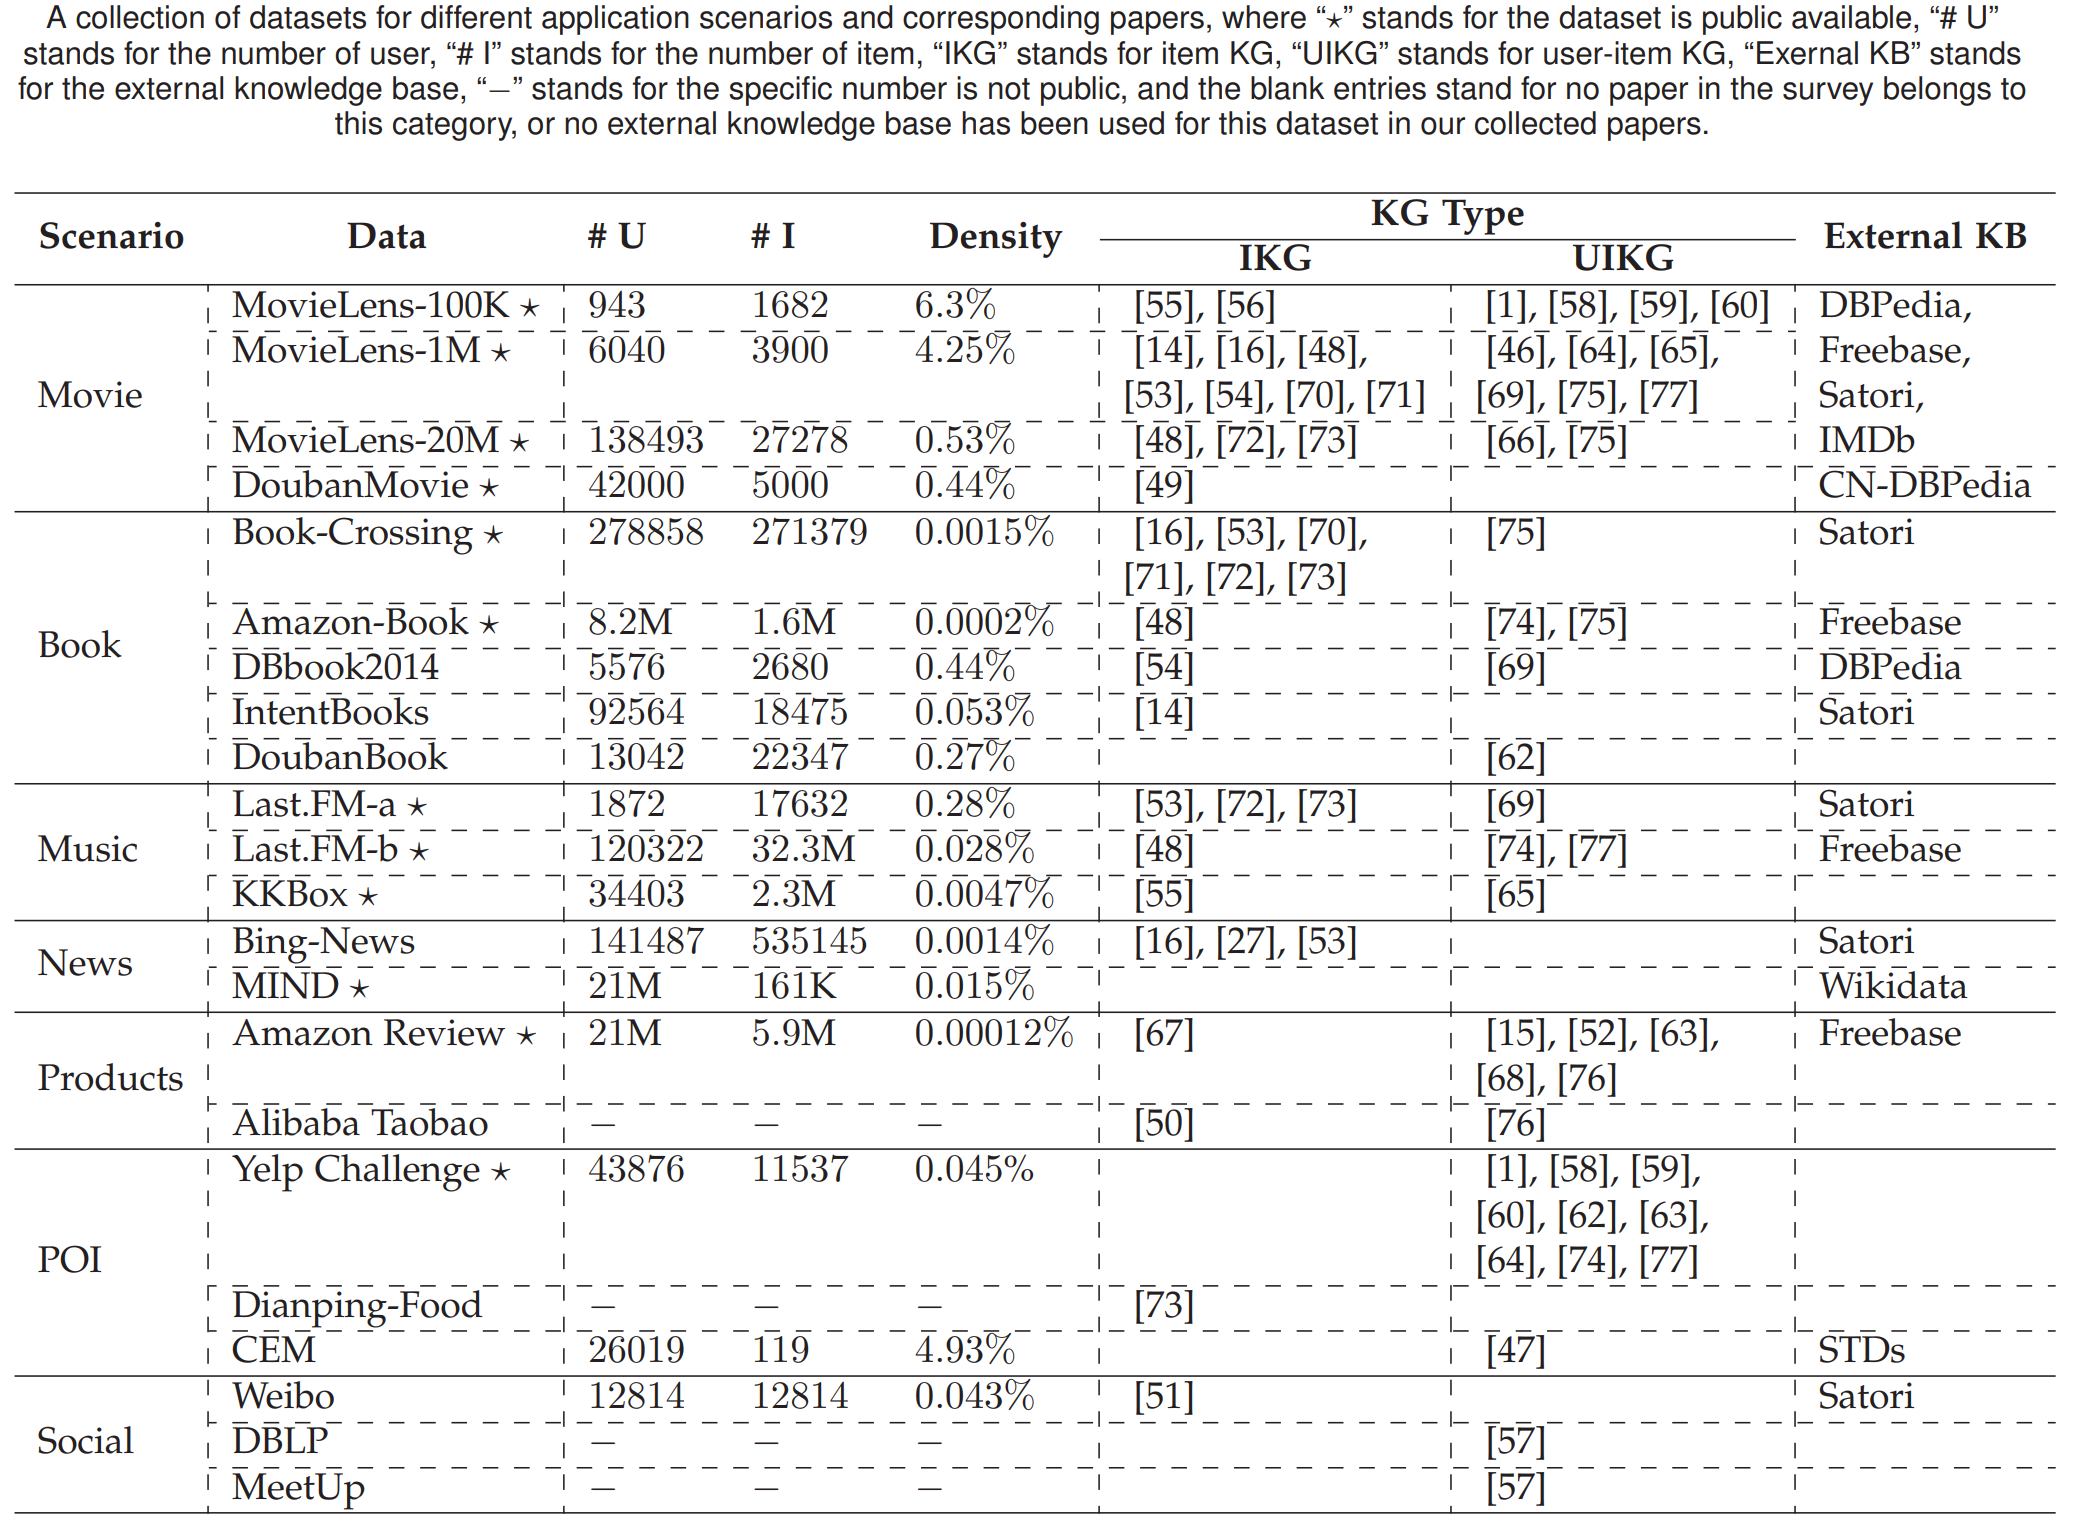 A collection of datasets for different application scenarios and corresponding papers, where “⋆” stands for the dataset is public available, “# U”
stands for the number of user, “# I” stands for the number of item, “IKG” stands for item KG, “UIKG” stands for user-item KG, “Exernal KB” stands
for the external knowledge base, “−” stands for the specific number is not public, and the blank entries stand for no paper in the survey belongs to
this category, or no external knowledge base has been used for this dataset in our collected papers.
KG Type
Scenario Data # U # I Density External KB
IKG UIKG
MovieLens-100K ⋆ 943 1682 6.3% [55], [56] [1], [58], [59], [60] DBPedia,
MovieLens-1M ⋆ 6040 3900 4.25% [14], [16], [48], [46], [64], [65], Freebase,
Movie [53], [54], [70], [71] [69], [75], [77] Satori,
MovieLens-20M ⋆ 138493 27278 0.53% [48], [72], [73] [66], [75] IMDb
DoubanMovie ⋆ 42000 5000 0.44% [49] CN-DBPedia
Book-Crossing ⋆ 278858 271379 0.0015% [16], [53], [70], [75] Satori
[71], [72], [73]
Amazon-Book ⋆ 8.2M 1.6M 0.0002% [48] [74], [75] Freebase
Book
DBbook2014 5576 2680 0.44% [54] [69] DBPedia
IntentBooks 92564 18475 0.053% [14] Satori
DoubanBook 13042 22347 0.27% [62]
Last.FM-a ⋆ 1872 17632 0.28% [53], [72], [73] [69] Satori
Music Last.FM-b ⋆ 120322 32.3M 0.028% [48] [74], [77] Freebase
KKBox ⋆ 34403 2.3M 0.0047% [55] [65]
Bing-News 141487 535145 0.0014% [16], [27], [53] Satori
News
MIND ⋆ 21M 161K 0.015% Wikidata
Amazon Review ⋆ 21M 5.9M 0.00012% [67] [15], [52], [63], Freebase
Products [68], [76]
Alibaba Taobao − − − [50] [76]
Yelp Challenge ⋆ 43876 11537 0.045% [1], [58], [59],
[60], [62], [63],
POI [64], [74], [77]
Dianping-Food − − − [73]
CEM 26019 119 4.93% [47] STDs
Weibo 12814 12814 0.043% [51] Satori
Social DBLP − − − [57]
MeetUp − − − [57]